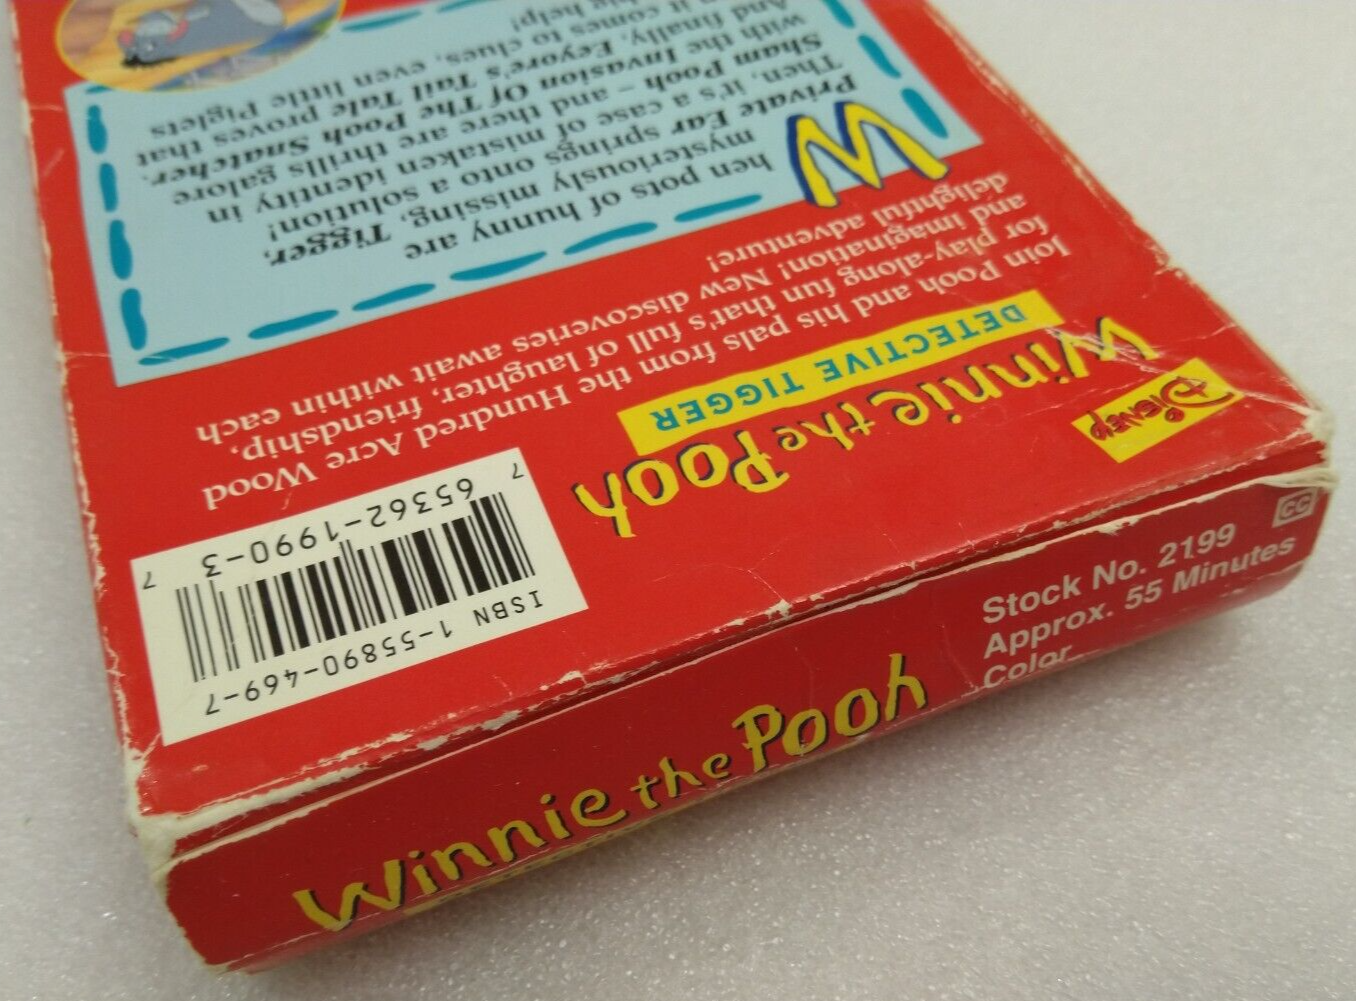 Disney
Winnie the Pooh
DETECTIVE TIGGER
Join Pooh and his pals from the Hundred Acre Wood
for play-along fun that's full of laughter, friendship,
and imagination! New discoveries await within each
delightful adventure!
When pots of hunny are
mysteriously missing, Tigger,
Private Ear springs onto a solution!
Then, it's a case of mistaken identity in
Sham Pooh – and there are thrills galore
with the Invasion Of The Pooh Snatcher.
And finally, Eeyore's Tail Tale proves that
when it comes to clues, even little Piglets
big help!
ISBN 1-55890-469-7
7 65362-1990-3 7
Winnie the Pooh
Stock No. 2199
Approx. 55 Minutes
Color
CC